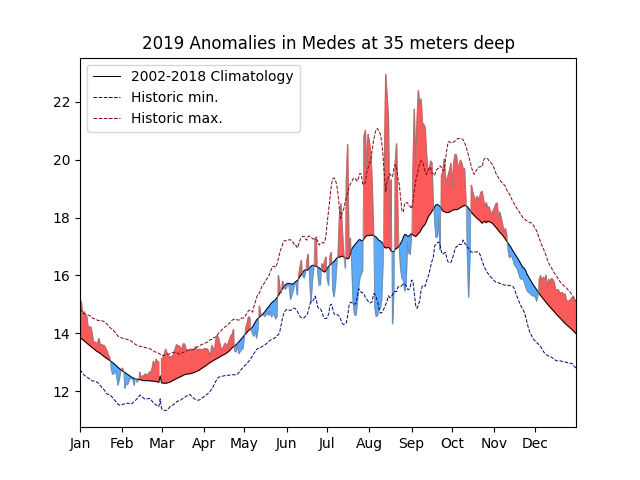 2019 Anomalies in Medes at 35 meters deep
2002-2018 Climatology
Historic min.
Historic max.
22
20
18
16
14
12
Jan Feb Mar Apr May Jun Jul Aug Sep Oct Nov Dec